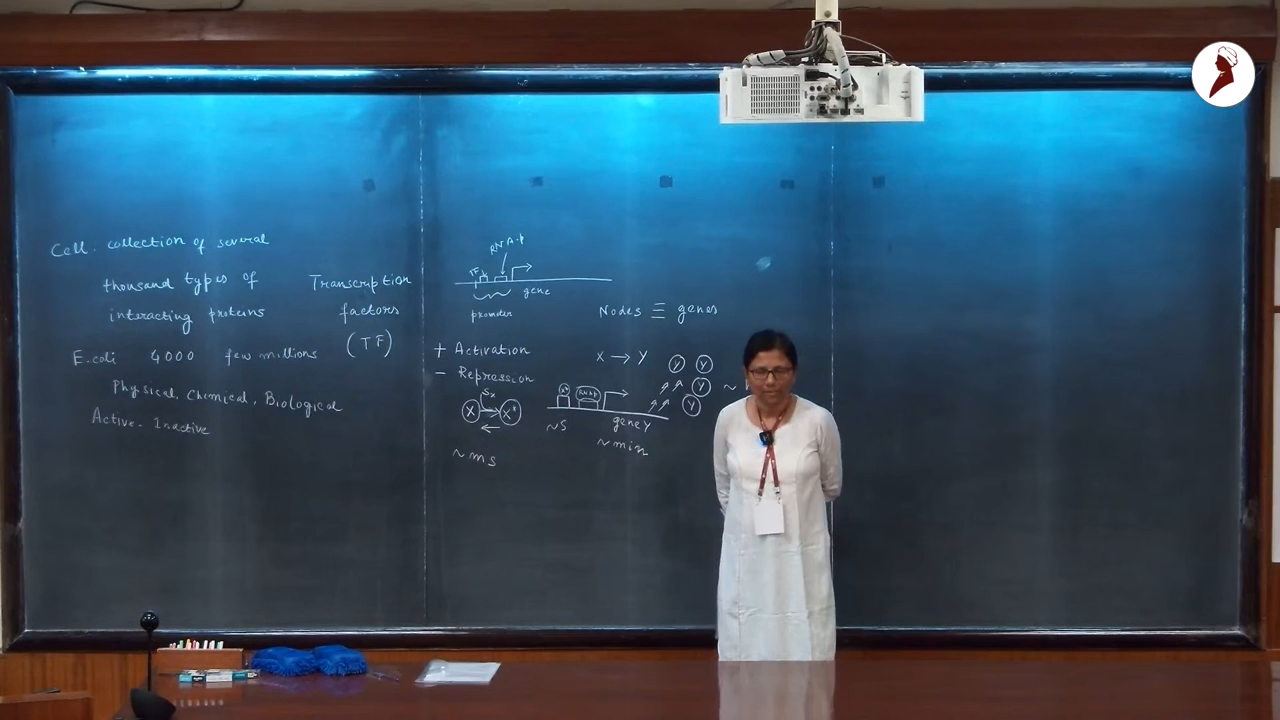 Cell. collection of several
thousand types of
interacting proteins
Transcription
factors
(TF)
E-coli 4000 few millions
Physical, Chemical, Biological
Active - Inactive
RNA-p
TF
gene
promoter
Nodes ≡ genes
+ Activation
- Repression
X → Y
Sx
X X*
~ ms
X* RNAp
gene Y
~ s
~ min
Y Y
Y
Y
~